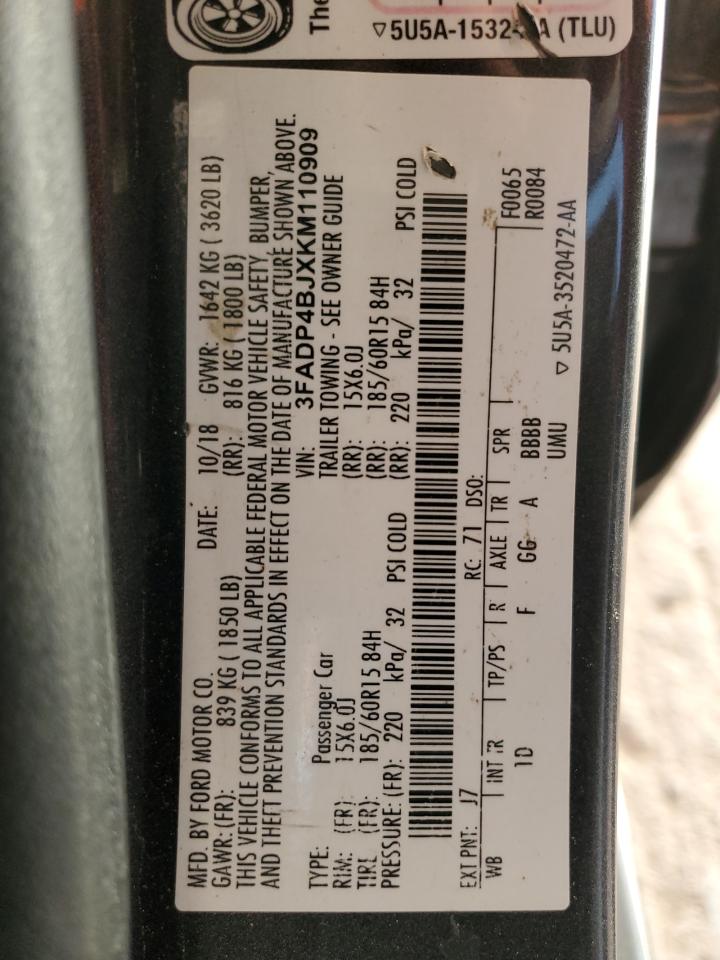 The
▽5U5A-1532 A (TLU)
MFD. BY FORD MOTOR CO. DATE: 10/18 GVWR: 1642 KG ( 3620 LB)
GAWR: (FR): 839 KG ( 1850 LB) (RR): 816 KG ( 1800 LB)
THIS VEHICLE CONFORMS TO ALL APPLICABLE FEDERAL MOTOR VEHICLE SAFETY, BUMPER,
AND THEFT PREVENTION STANDARDS IN EFFECT ON THE DATE OF MANUFACTURE SHOWN ABOVE.
VIN: 3FADP4BJXKM110909
TYPE: Passenger Car TRAILER TOWING - SEE OWNER GUIDE
RIM: (FR): 15X6.0J (RR): 15X6.0J
TIRE (FR): 185/60R15 84H (RR): 185/60R15 84H
PRESSURE: (FR): 220 kPa/ 32 PSI COLD (RR): 220 kPa/ 32 PSI COLD
EXT PNT: J7 RC: 71 DSO:
WB INT TR TP/PS R AXLE TR SPR F0065
1D F GG A BBBB R0084
UMU ▽ 5U5A-3520472-AA